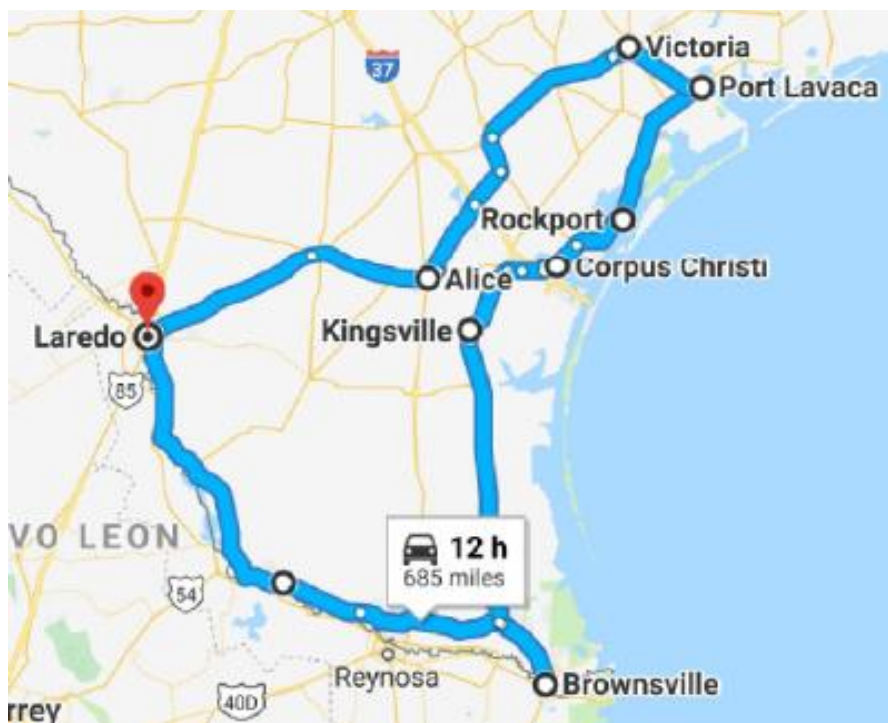 Victoria
37
Port Lavaca
Rockport
Corpus Christi
Alice
Laredo
Kingsville
85
VO LEON
12 h
685 miles
54
Reynosa
Brownsville
40D
rrey